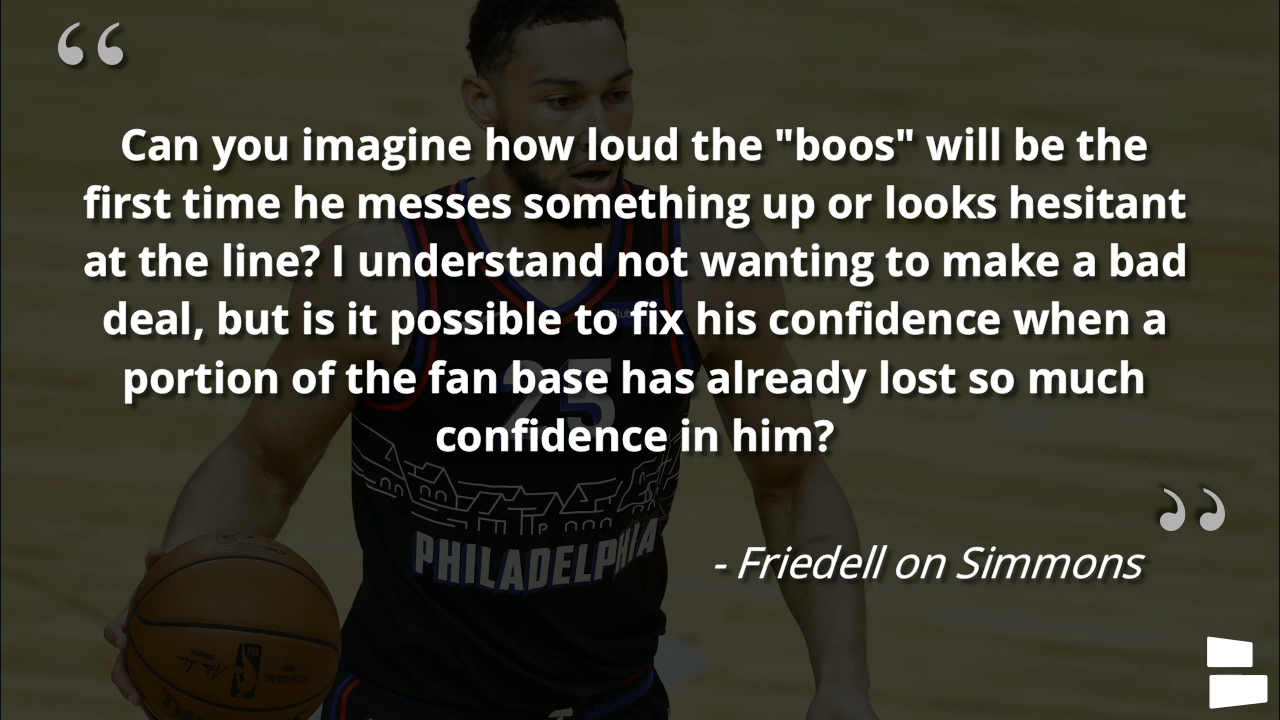 Can you imagine how loud the "boos" will be the
first time he messes something up or looks hesitant
at the line? I understand not wanting to make a bad
deal, but is it possible to fix his confidence when a
portion of the fan base has already lost so much
confidence in him?
- Friedell on Simmons
25
PHILADELPHIA